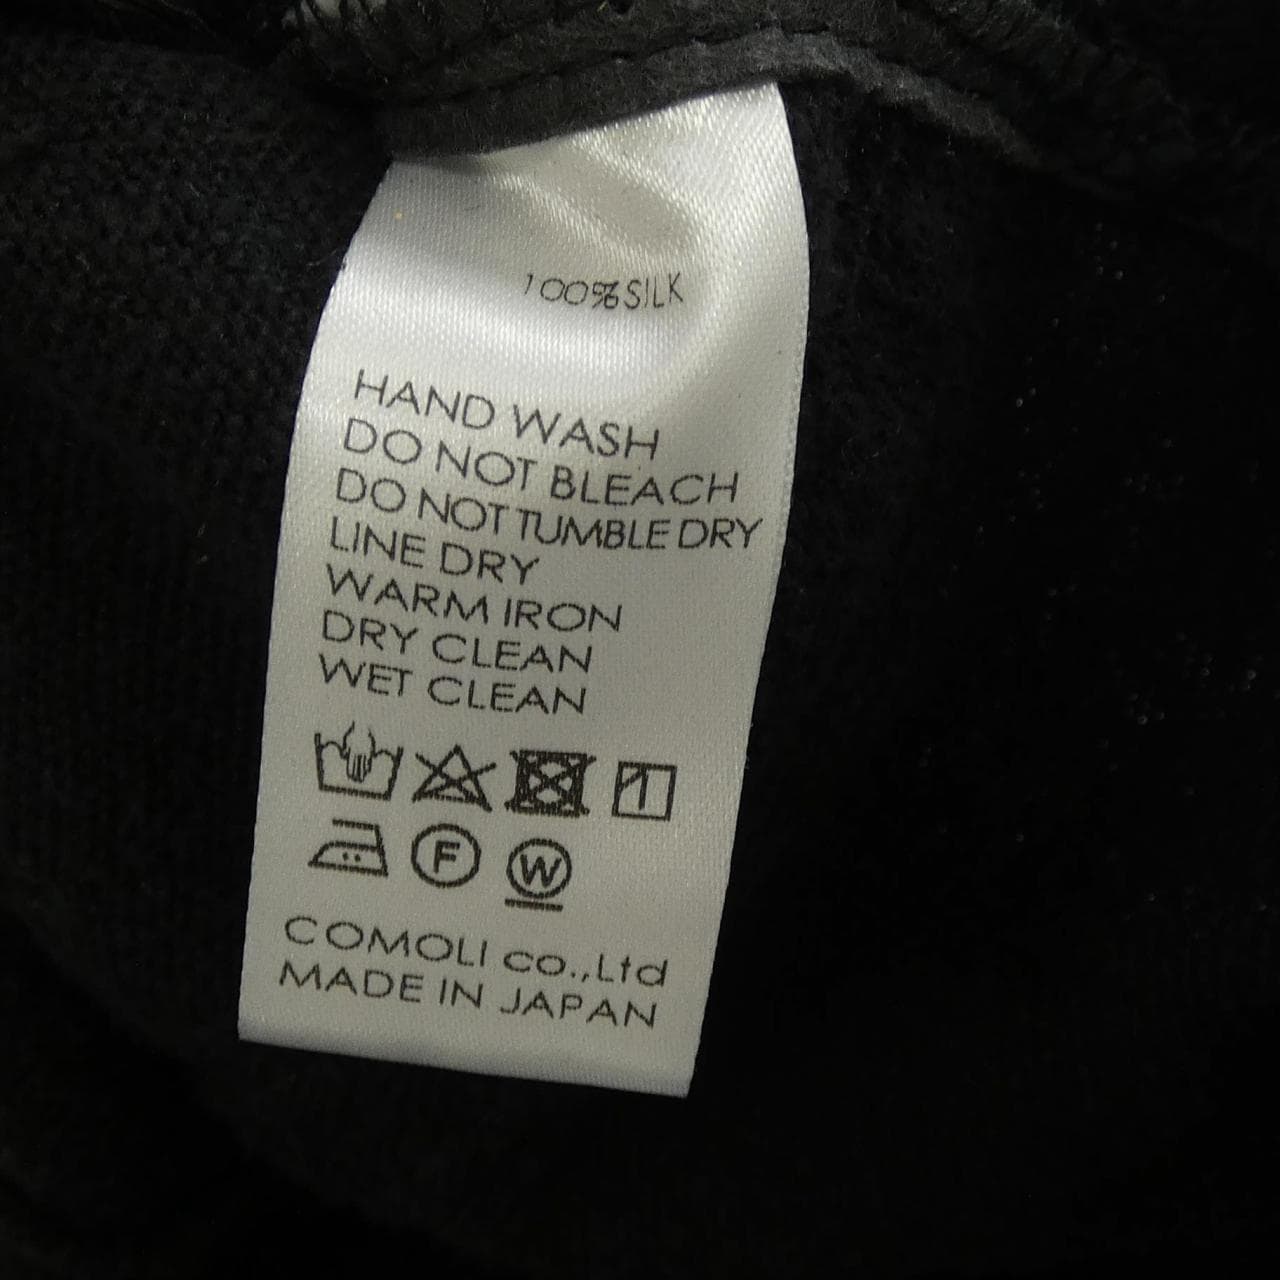 100%SILK
HAND WASH
DO NOT BLEACH
DO NOT TUMBLE DRY
LINE DRY
WARM IRON
DRY CLEAN
WET CLEAN
F W
COMOLI co.,Ltd
MADE IN JAPAN